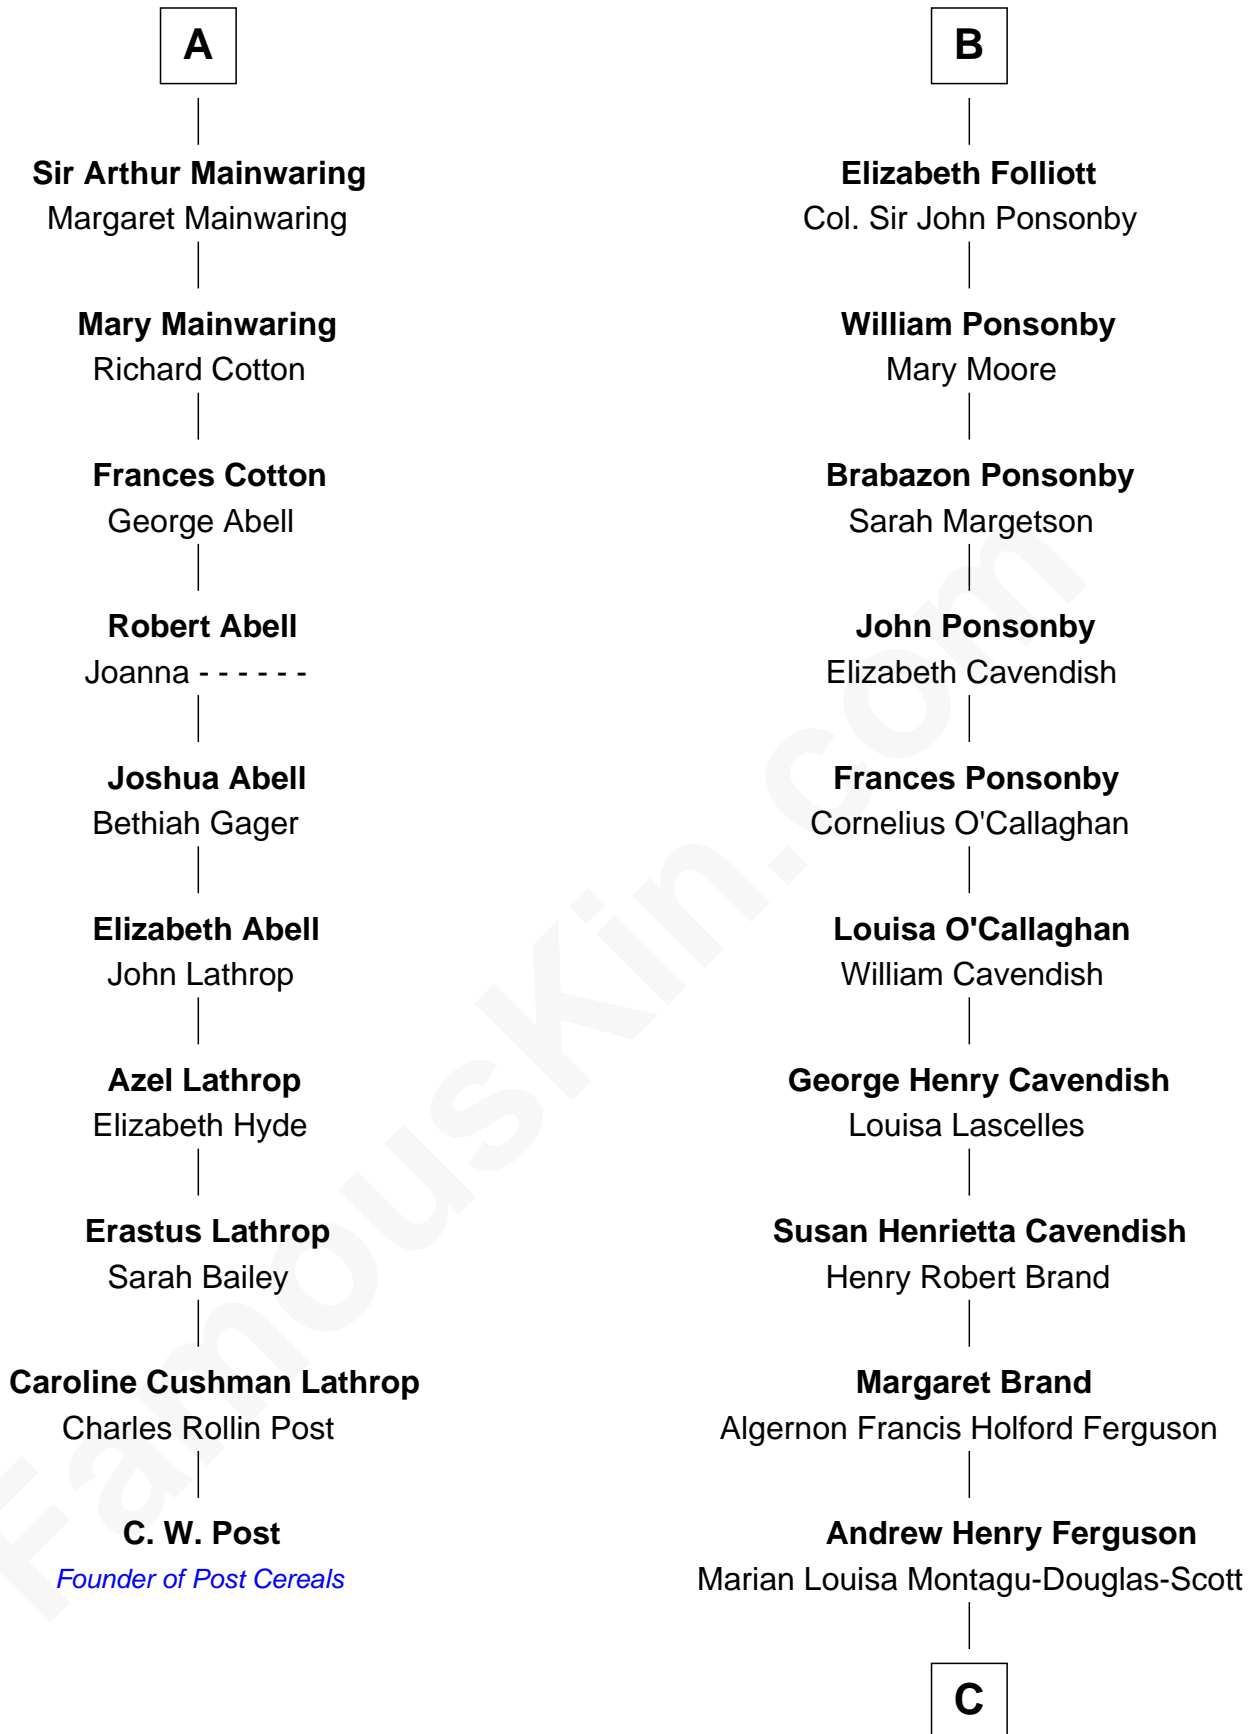 A
Sir Arthur Mainwaring
Margaret Mainwaring
Mary Mainwaring
Richard Cotton
Frances Cotton
George Abell
Robert Abell
Joanna - - - - - -
Joshua Abell
Bethiah Gager
Elizabeth Abell
John Lathrop
Azel Lathrop
Elizabeth Hyde
Erastus Lathrop
Sarah Bailey
Caroline Cushman Lathrop
Charles Rollin Post
C. W. Post
Founder of Post Cereals
B
Elizabeth Folliott
Col. Sir John Ponsonby
William Ponsonby
Mary Moore
Brabazon Ponsonby
Sarah Margetson
John Ponsonby
Elizabeth Cavendish
Frances Ponsonby
Cornelius O'Callaghan
Louisa O'Callaghan
William Cavendish
George Henry Cavendish
Louisa Lascelles
Susan Henrietta Cavendish
Henry Robert Brand
Margaret Brand
Algernon Francis Holford Ferguson
Andrew Henry Ferguson
Marian Louisa Montagu-Douglas-Scott
C
FamousKin.com